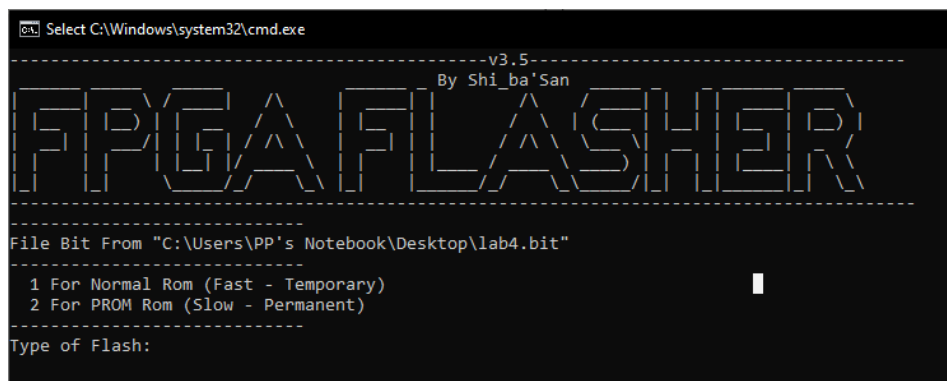 Select C:\Windows\system32\cmd.exe
-----------------------------------------------v3.5-------------------------------------
By Shi_ba'San
FPGA FLASHER
-----------------------------------------------------------------------------------------
-----------------------------
File Bit From "C:\Users\PP's Notebook\Desktop\lab4.bit"
-----------------------------
1 For Normal Rom (Fast - Temporary)
2 For PROM Rom (Slow - Permanent)
-----------------------------
Type of Flash: